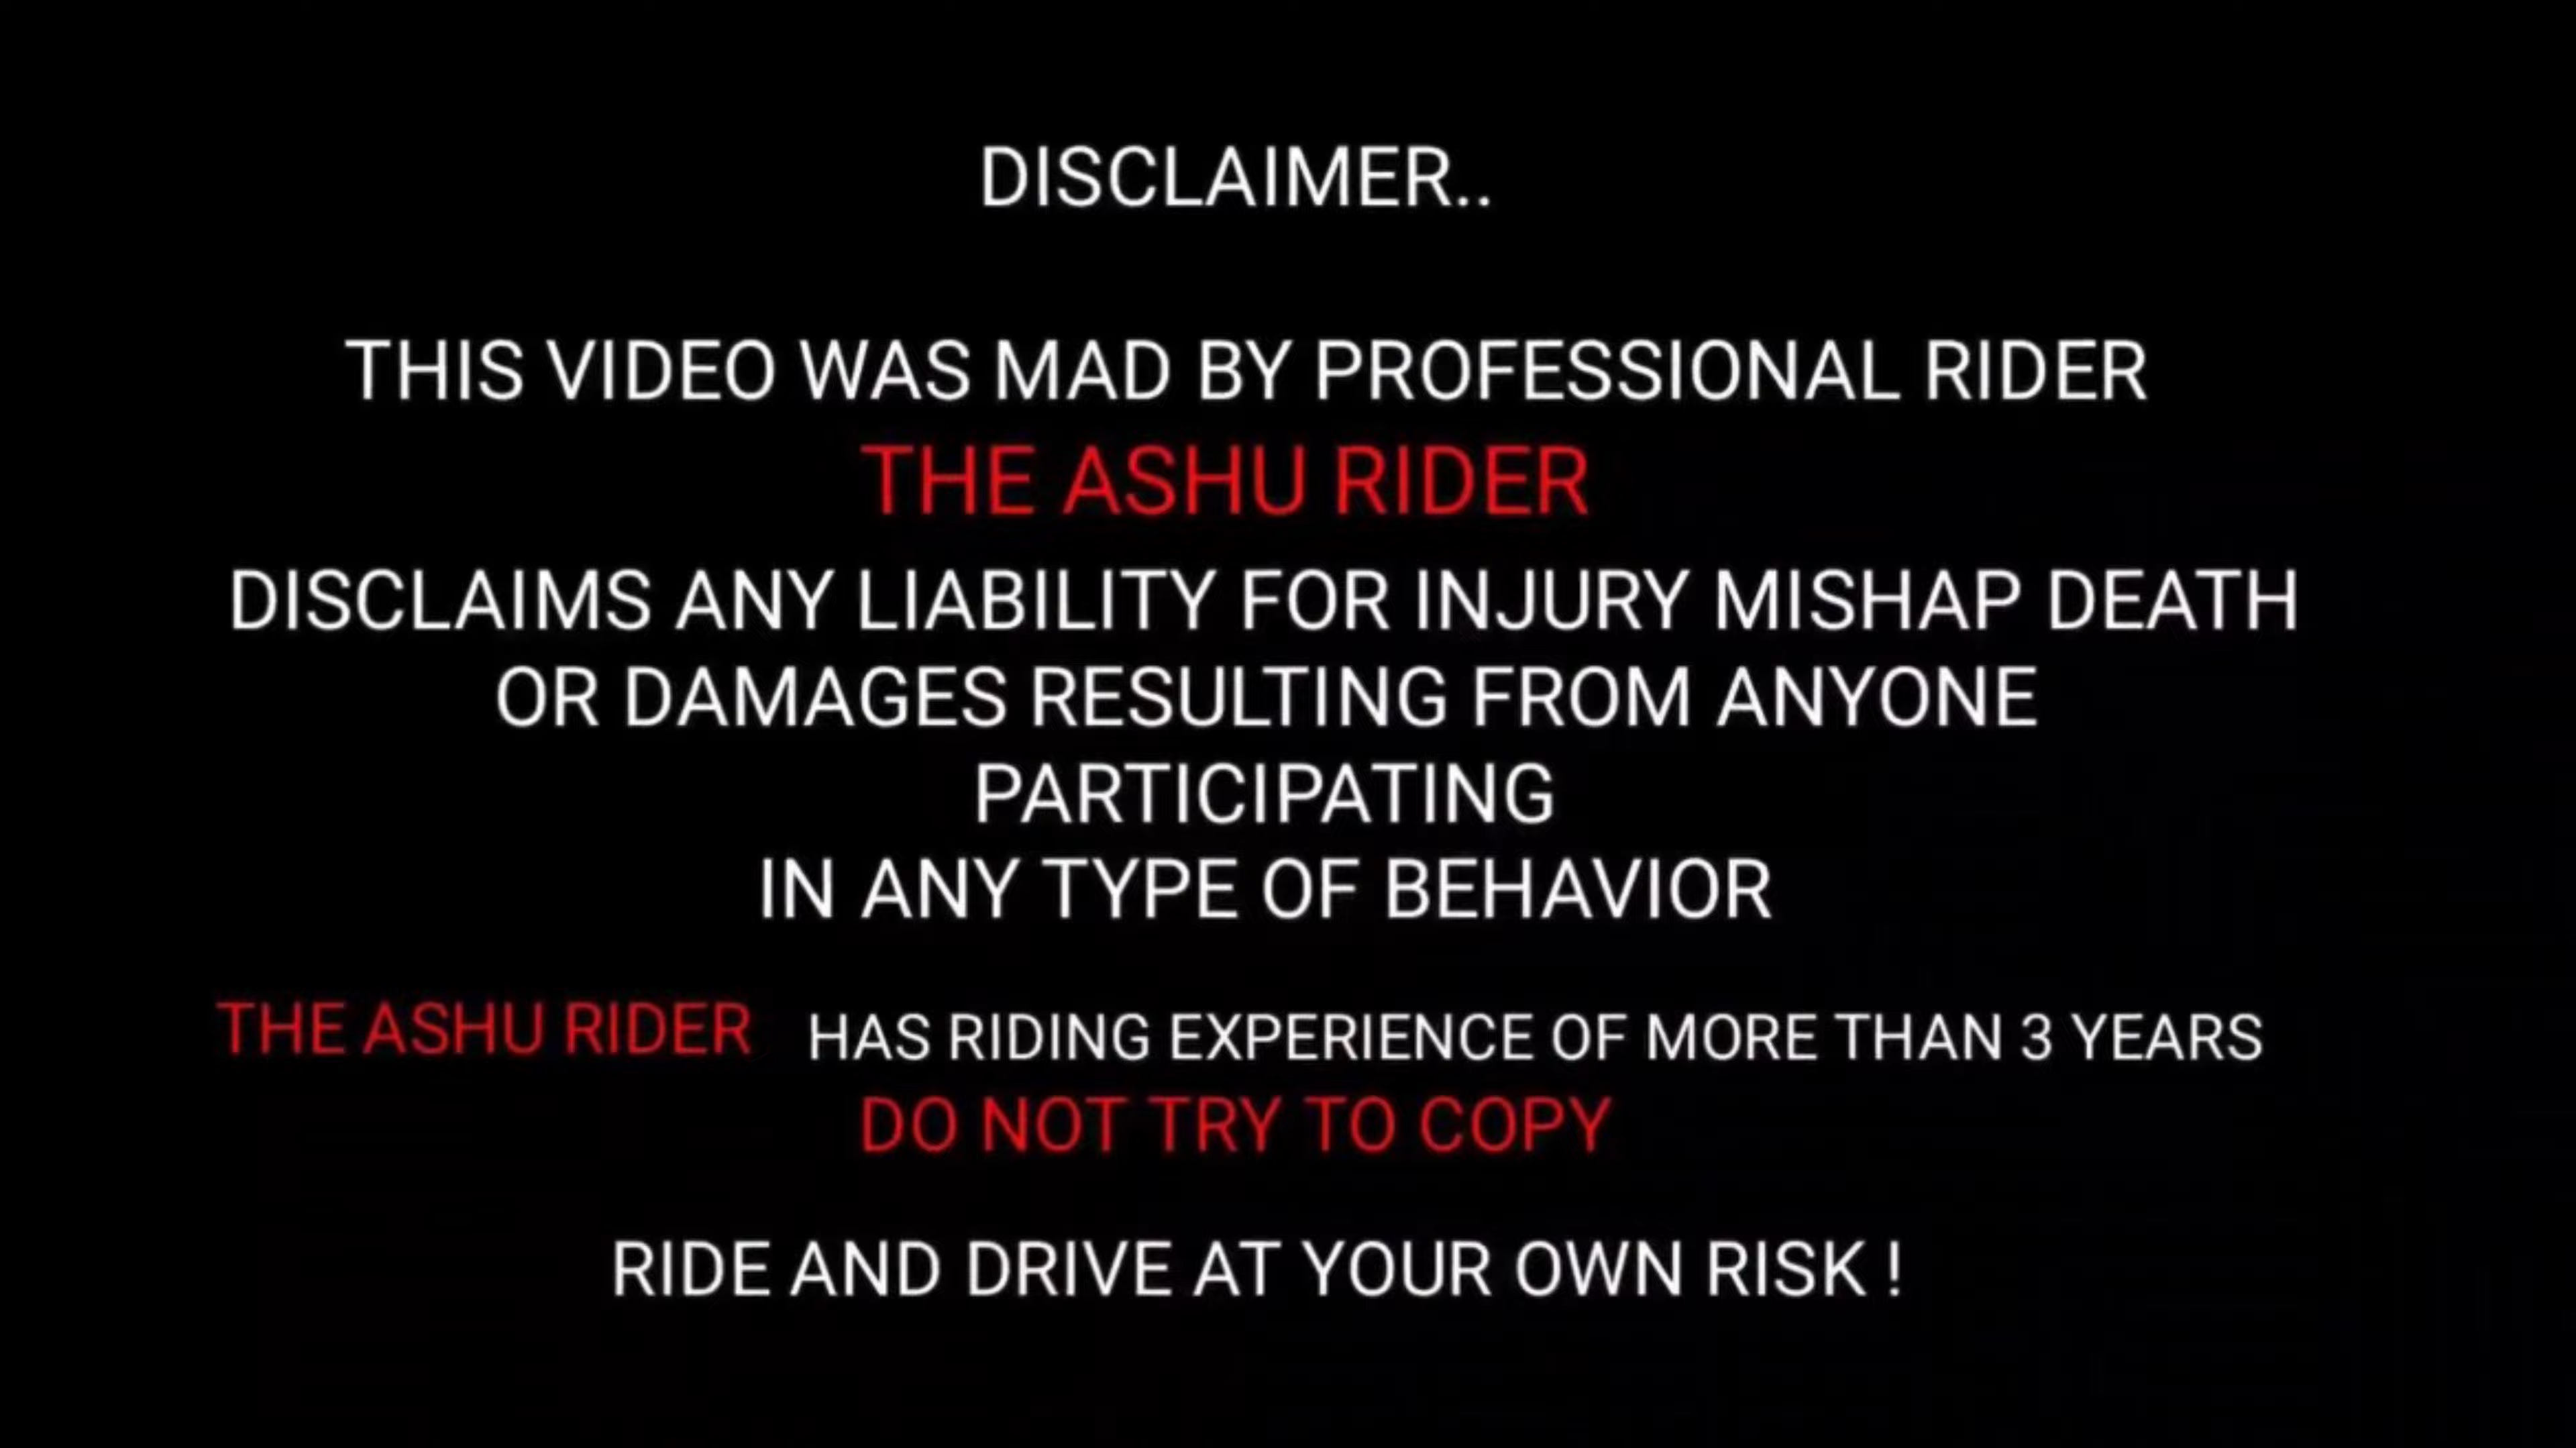 DISCLAIMER..
THIS VIDEO WAS MAD BY PROFESSIONAL RIDER
THE ASHU RIDER
DISCLAIMS ANY LIABILITY FOR INJURY MISHAP DEATH
OR DAMAGES RESULTING FROM ANYONE
PARTICIPATING
IN ANY TYPE OF BEHAVIOR
THE ASHU RIDER HAS RIDING EXPERIENCE OF MORE THAN 3 YEARS
DO NOT TRY TO COPY
RIDE AND DRIVE AT YOUR OWN RISK !